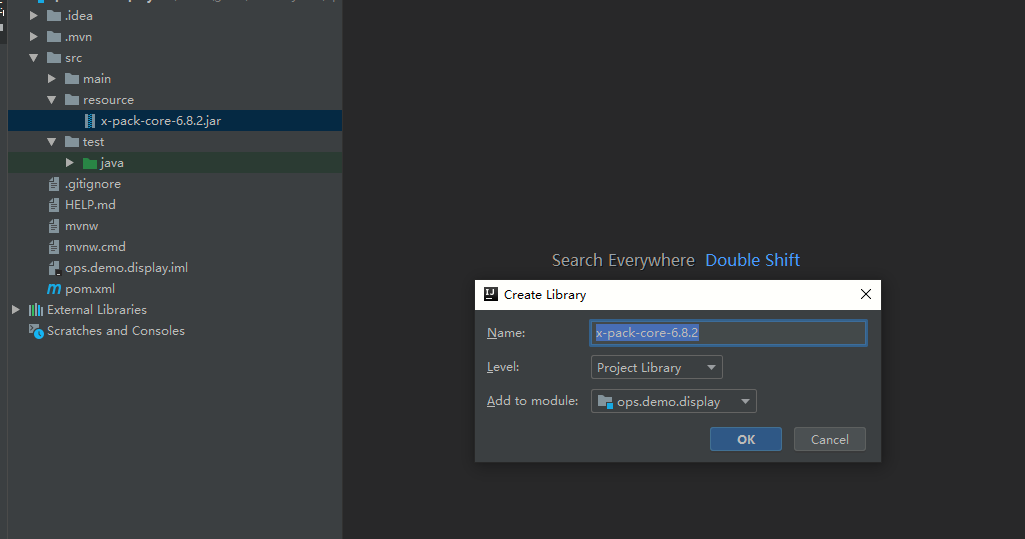 .idea
.mvn
src
main
resource
x-pack-core-6.8.2.jar
test
java
.gitignore
HELP.md
mvnw
mvnw.cmd
ops.demo.display.iml
pom.xml
External Libraries
Scratches and Consoles
Search Everywhere Double Shift
Create Library
Name: x-pack-core-6.8.2
Level: Project Library
Add to module: ops.demo.display
OK Cancel